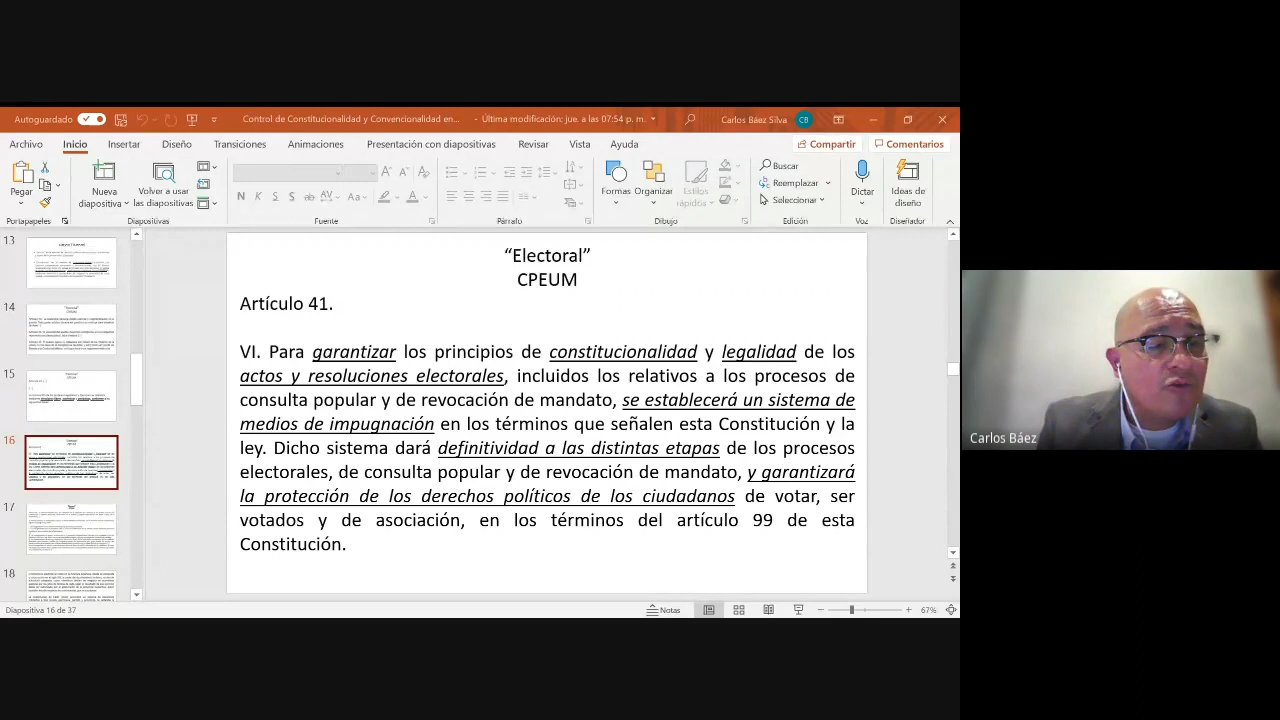 Autoguardado
Control de Constitucionalidad y Convencionalidad en... - Última modificación: jue. a las 07:54 p. m.
Carlos Báez Silva CB
Archivo Inicio Insertar Diseño Transiciones Animaciones Presentación con diapositivas Revisar Vista Ayuda Compartir Comentarios
Pegar
Nueva diapositiva
Volver a usar las diapositivas
N K S ab AV Aa A
Formas Organizar Estilos rápidos
Buscar
Reemplazar
Seleccionar
Dictar
Ideas de diseño
Portapapeles Diapositivas Fuente Párrafo Dibujo Edición Voz Diseñador
13
14
15
16
17
18
“Electoral”
CPEUM
Artículo 41.
VI. Para garantizar los principios de constitucionalidad y legalidad de los
actos y resoluciones electorales, incluidos los relativos a los procesos de
consulta popular y de revocación de mandato, se establecerá un sistema de
medios de impugnación en los términos que señalen esta Constitución y la
ley. Dicho sistema dará definitividad a las distintas etapas de los procesos
electorales, de consulta popular y de revocación de mandato, y garantizará
la protección de los derechos políticos de los ciudadanos de votar, ser
votados y de asociación, en los términos del artículo 99 de esta
Constitución.
Diapositiva 16 de 37
Notas
67%
Carlos Báez